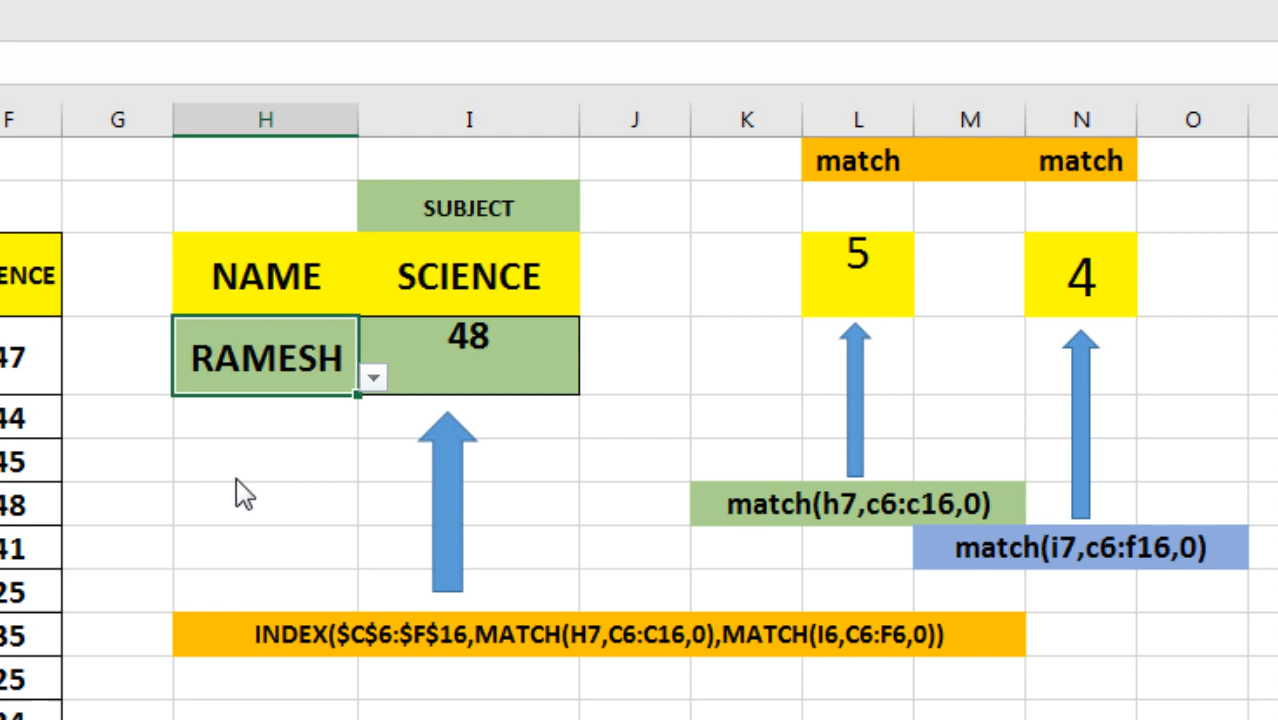 F G H I J K L M N O
match match
SUBJECT
ENCE NAME SCIENCE 5 4
47 RAMESH 48
44
45
48 match(h7,c6:c16,0)
41 match(i7,c6:f16,0)
25
35 INDEX($C$6:$F$16,MATCH(H7,C6:C16,0),MATCH(I6,C6:F6,0))
25